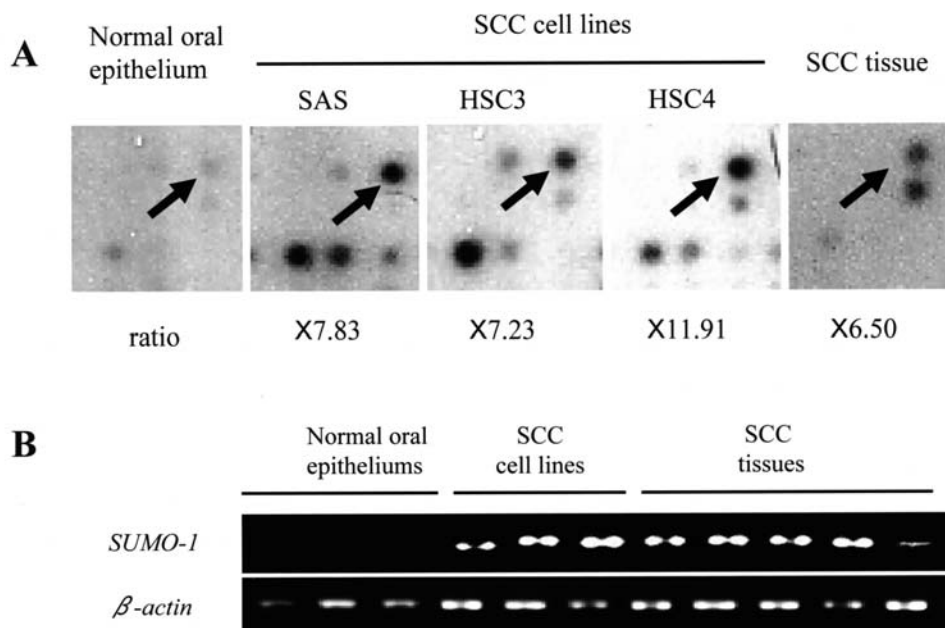 A
Normal oral
epithelium
SCC cell lines
SCC tissue
SAS
HSC3
HSC4
ratio
X7.83
X7.23
X11.91
X6.50
B
Normal oral
epitheliums
SCC
cell lines
SCC
tissues
SUMO-1
β-actin